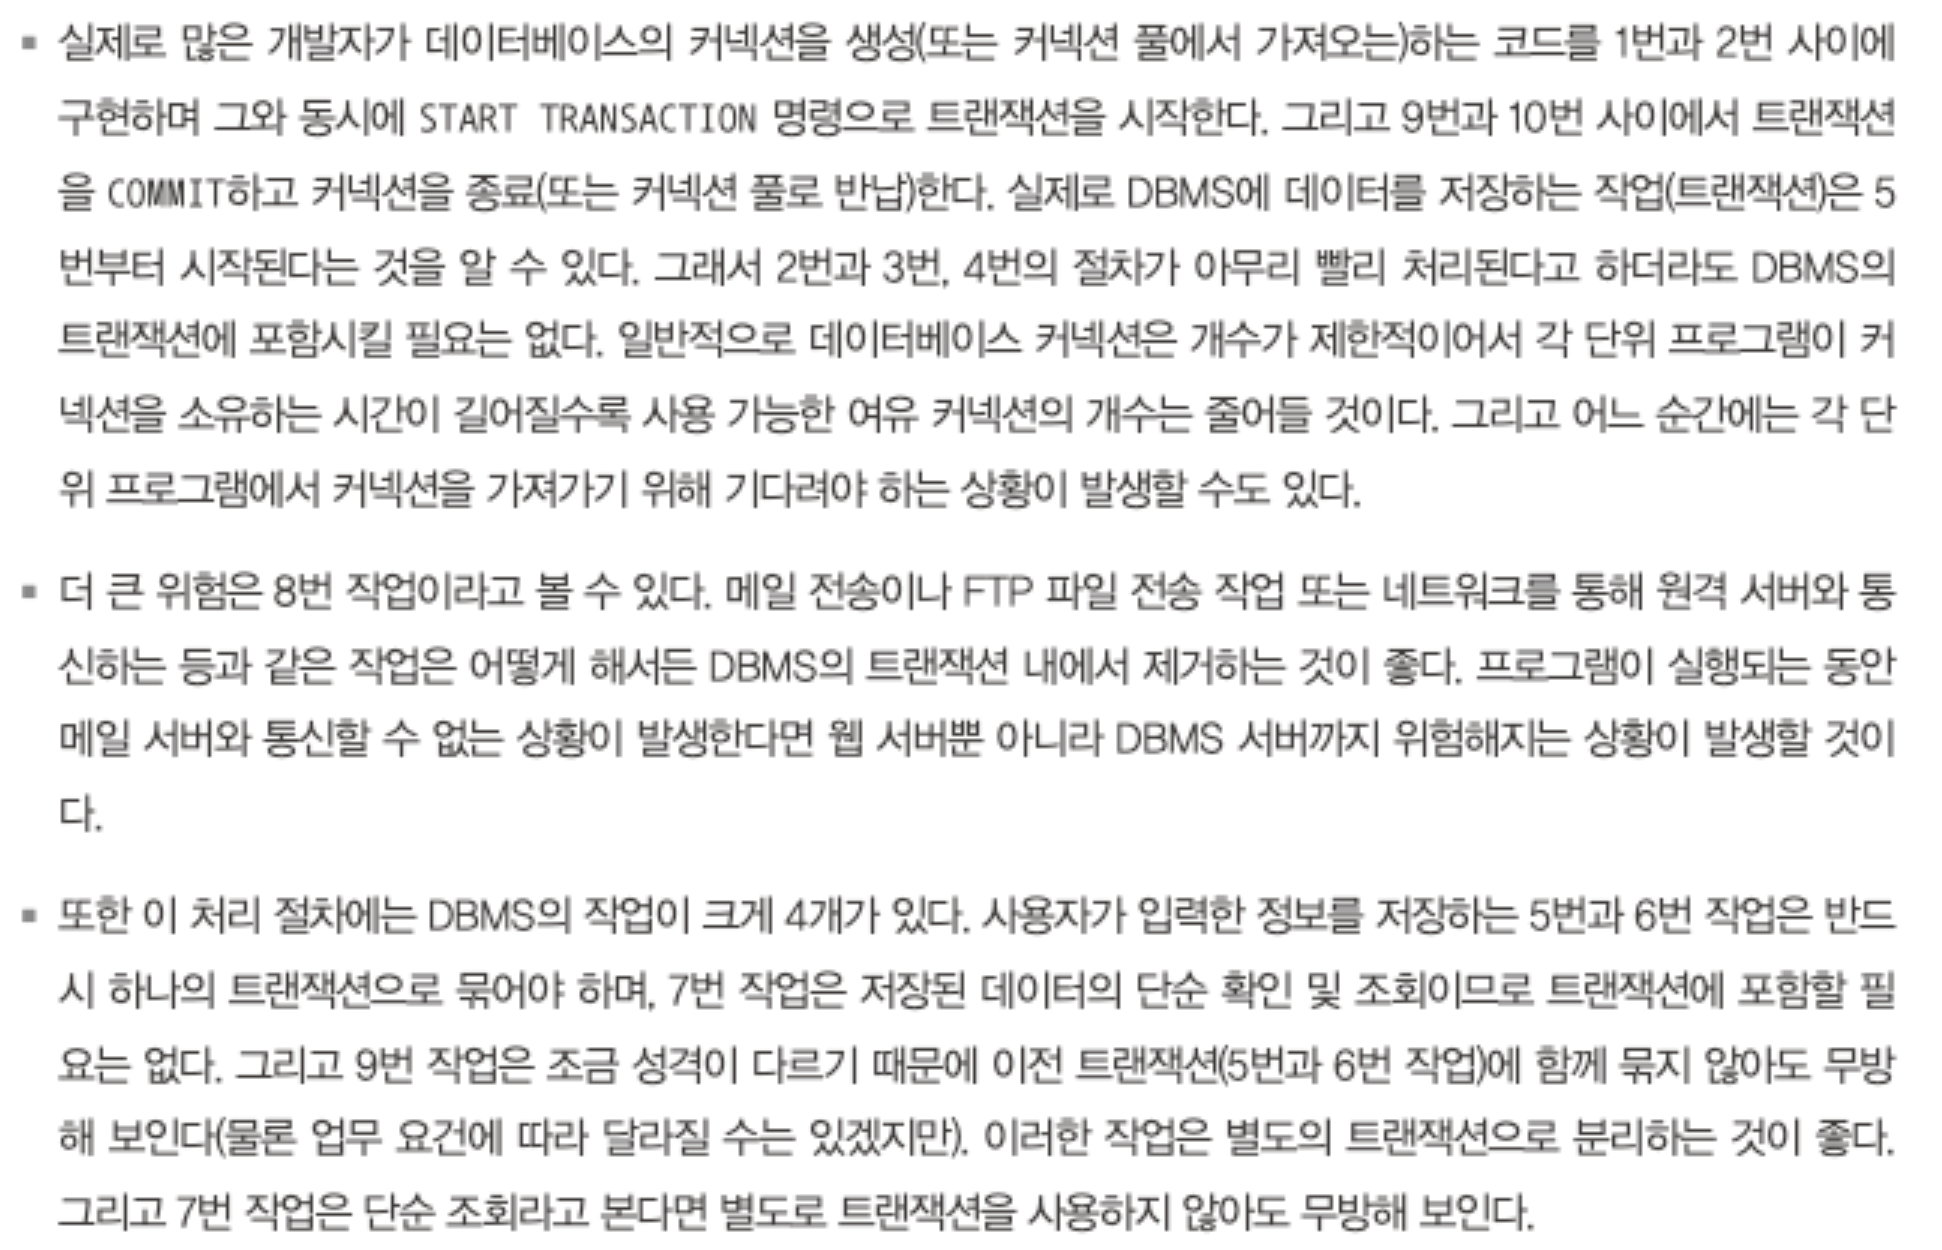 ▪ 실제로 많은 개발자가 데이터베이스의 커넥션을 생성(또는 커넥션 풀에서 가져오는)하는 코드를 1번과 2번 사이에
구현하며 그와 동시에 START TRANSACTION 명령으로 트랜잭션을 시작한다. 그리고 9번과 10번 사이에서 트랜잭션
을 COMMIT하고 커넥션을 종료(또는 커넥션 풀로 반납)한다. 실제로 DBMS에 데이터를 저장하는 작업(트랜잭션)은 5
번부터 시작된다는 것을 알 수 있다. 그래서 2번과 3번, 4번의 절차가 아무리 빨리 처리된다고 하더라도 DBMS의
트랜잭션에 포함시킬 필요는 없다. 일반적으로 데이터베이스 커넥션은 개수가 제한적이어서 각 단위 프로그램이 커
넥션을 소유하는 시간이 길어질수록 사용 가능한 여유 커넥션의 개수는 줄어들 것이다. 그리고 어느 순간에는 각 단
위 프로그램에서 커넥션을 가져가기 위해 기다려야 하는 상황이 발생할 수도 있다.
▪ 더 큰 위험은 8번 작업이라고 볼 수 있다. 메일 전송이나 FTP 파일 전송 작업 또는 네트워크를 통해 원격 서버와 통
신하는 등과 같은 작업은 어떻게 해서든 DBMS의 트랜잭션 내에서 제거하는 것이 좋다. 프로그램이 실행되는 동안
메일 서버와 통신할 수 없는 상황이 발생한다면 웹 서버뿐 아니라 DBMS 서버까지 위험해지는 상황이 발생할 것이
다.
▪ 또한 이 처리 절차에는 DBMS의 작업이 크게 4개가 있다. 사용자가 입력한 정보를 저장하는 5번과 6번 작업은 반드
시 하나의 트랜잭션으로 묶어야 하며, 7번 작업은 저장된 데이터의 단순 확인 및 조회이므로 트랜잭션에 포함할 필
요는 없다. 그리고 9번 작업은 조금 성격이 다르기 때문에 이전 트랜잭션(5번과 6번 작업)에 함께 묶지 않아도 무방
해 보인다(물론 업무 요건에 따라 달라질 수는 있겠지만). 이러한 작업은 별도의 트랜잭션으로 분리하는 것이 좋다.
그리고 7번 작업은 단순 조회라고 본다면 별도로 트랜잭션을 사용하지 않아도 무방해 보인다.